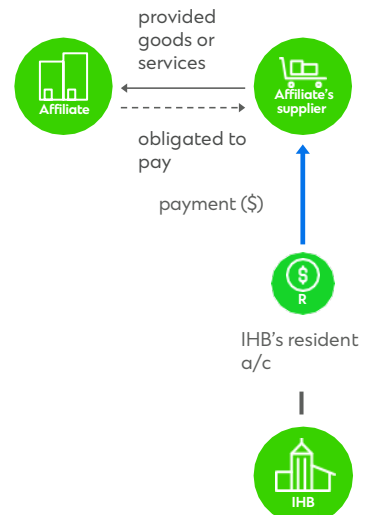 provided
goods or
services
Affiliate
Affiliate's
supplier
obligated to
pay
payment ($)
$
R
IHB's resident
a/c
IHB